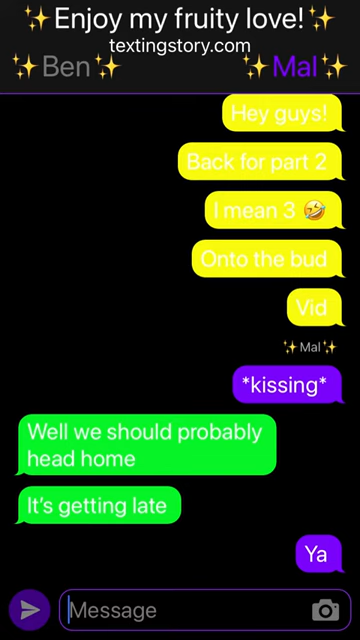 ✨Enjoy my fruity love!✨
textingstory.com
✨Ben✨ ✨Mal✨
Hey guys!
Back for part 2
I mean 3 🤣
Onto the bud
Vid
✨Mal✨
*kissing*
Well we should probably
head home
It's getting late
Ya
Message